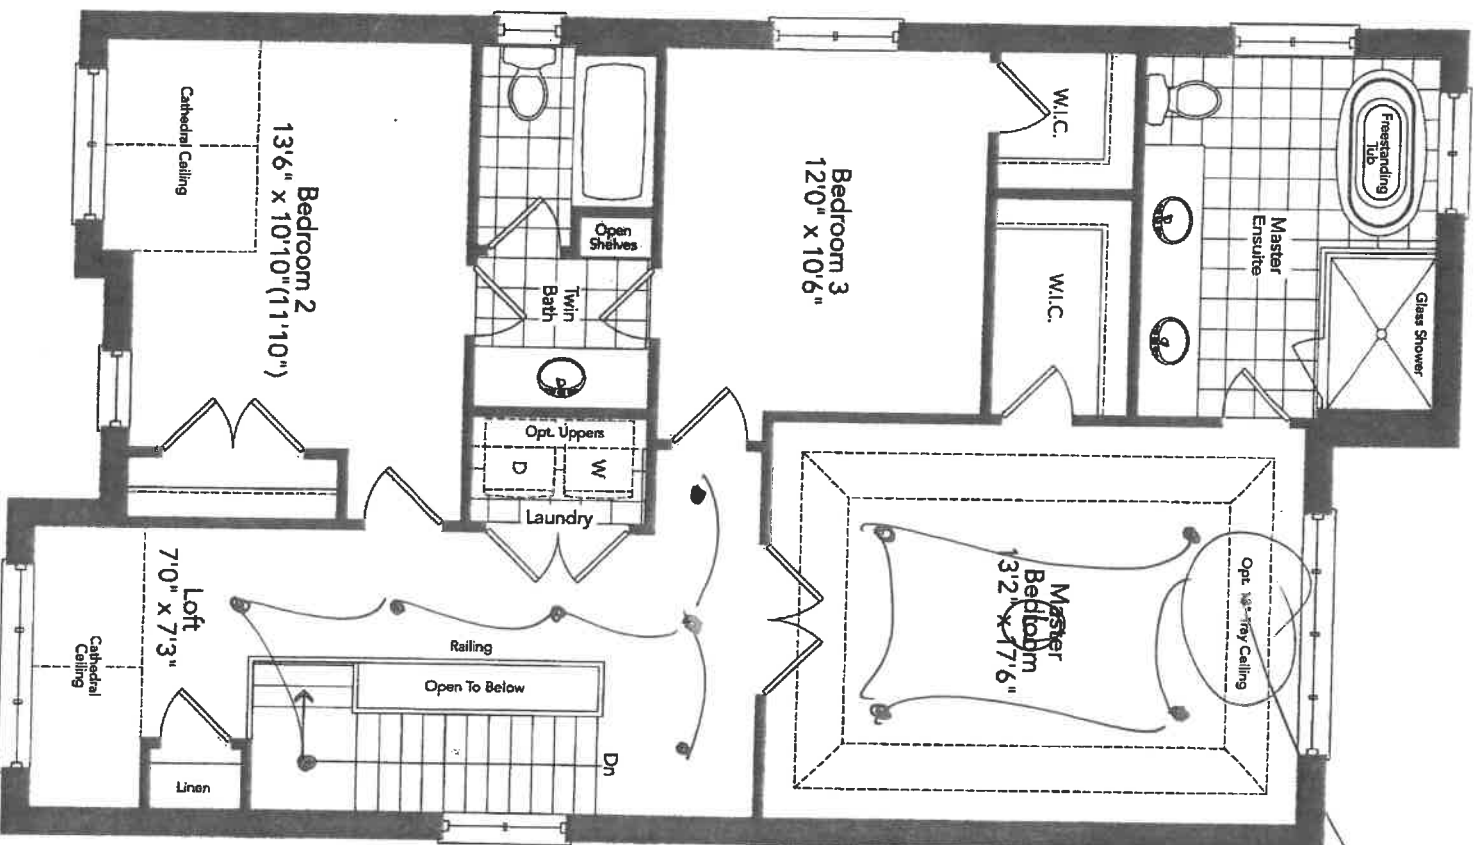 Cathedral Ceiling
Bedroom 2
13'6" x 10'10"(11'10")
Open
Shelves
Twin
Bath
Opt. Uppers
D
W
Laundry
Bedroom 3
12'0" x 10'6"
W.I.C.
W.I.C.
Freestanding
Tub
Master
Ensuite
Glass Shower
Master
Bedroom
13'2" x 17'6"
Opt. 18" Tray Ceiling
Loft
7'0" x 7'3"
Cathedral
Ceiling
Railing
Open To Below
Dn
Linen